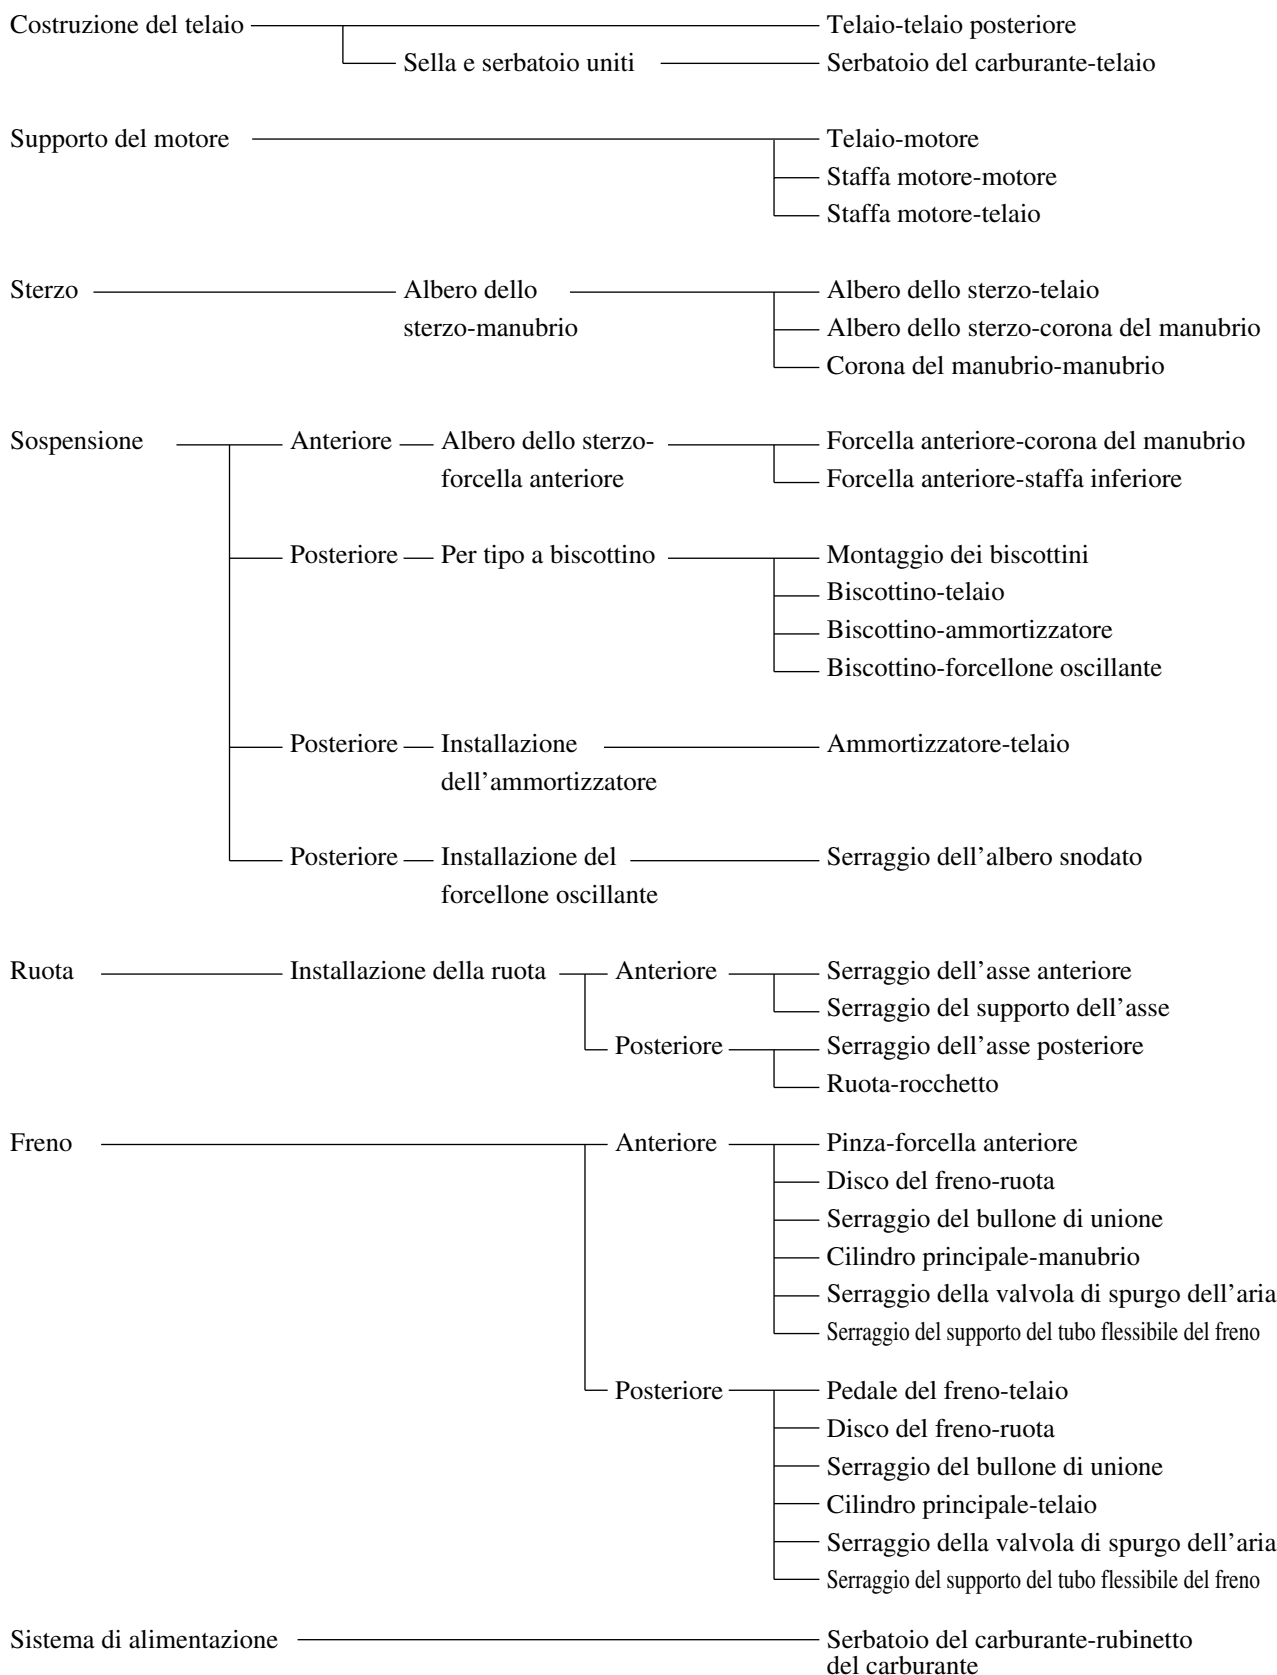 Costruzione del telaio Telaio-telaio posteriore
Sella e serbatoio uniti Serbatoio del carburante-telaio
Supporto del motore Telaio-motore
Staffa motore-motore
Staffa motore-telaio
Sterzo Albero dello Albero dello sterzo-telaio
sterzo-manubrio Albero dello sterzo-corona del manubrio
Corona del manubrio-manubrio
Sospensione Anteriore Albero dello sterzo- Forcella anteriore-corona del manubrio
forcella anteriore Forcella anteriore-staffa inferiore
Posteriore Per tipo a biscottino Montaggio dei biscottini
Biscottino-telaio
Biscottino-ammortizzatore
Biscottino-forcellone oscillante
Posteriore Installazione Ammortizzatore-telaio
dell’ammortizzatore
Posteriore Installazione del Serraggio dell’albero snodato
forcellone oscillante
Ruota Installazione della ruota Anteriore Serraggio dell’asse anteriore
Serraggio del supporto dell’asse
Posteriore Serraggio dell’asse posteriore
Ruota-rocchetto
Freno Anteriore Pinza-forcella anteriore
Disco del freno-ruota
Serraggio del bullone di unione
Cilindro principale-manubrio
Serraggio della valvola di spurgo dell’aria
Serraggio del supporto del tubo flessibile del freno
Posteriore Pedale del freno-telaio
Disco del freno-ruota
Serraggio del bullone di unione
Cilindro principale-telaio
Serraggio della valvola di spurgo dell’aria
Serraggio del supporto del tubo flessibile del freno
Sistema di alimentazione Serbatoio del carburante-rubinetto
del carburante